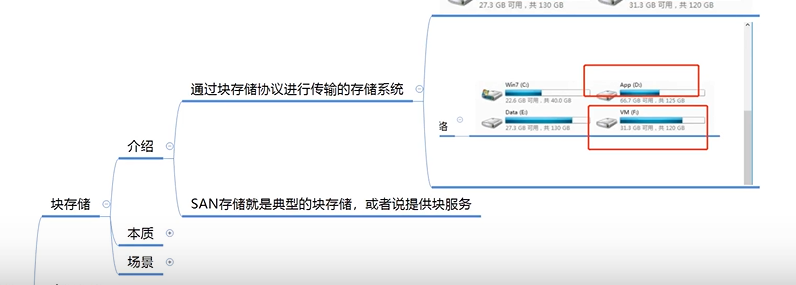 27.3 GB 可用，共 130 GB
31.3 GB 可用，共 120 GB
通过块存储协议进行传输的存储系统
Win7 (C:)
22.6 GB 可用，共 40.0 GB
App (D:)
66.7 GB 可用，共 125 GB
Data (E:)
27.3 GB 可用，共 130 GB
VM (F:)
31.3 GB 可用，共 120 GB
络
介绍
块存储
SAN存储就是典型的块存储，或者说提供块服务
本质
场景